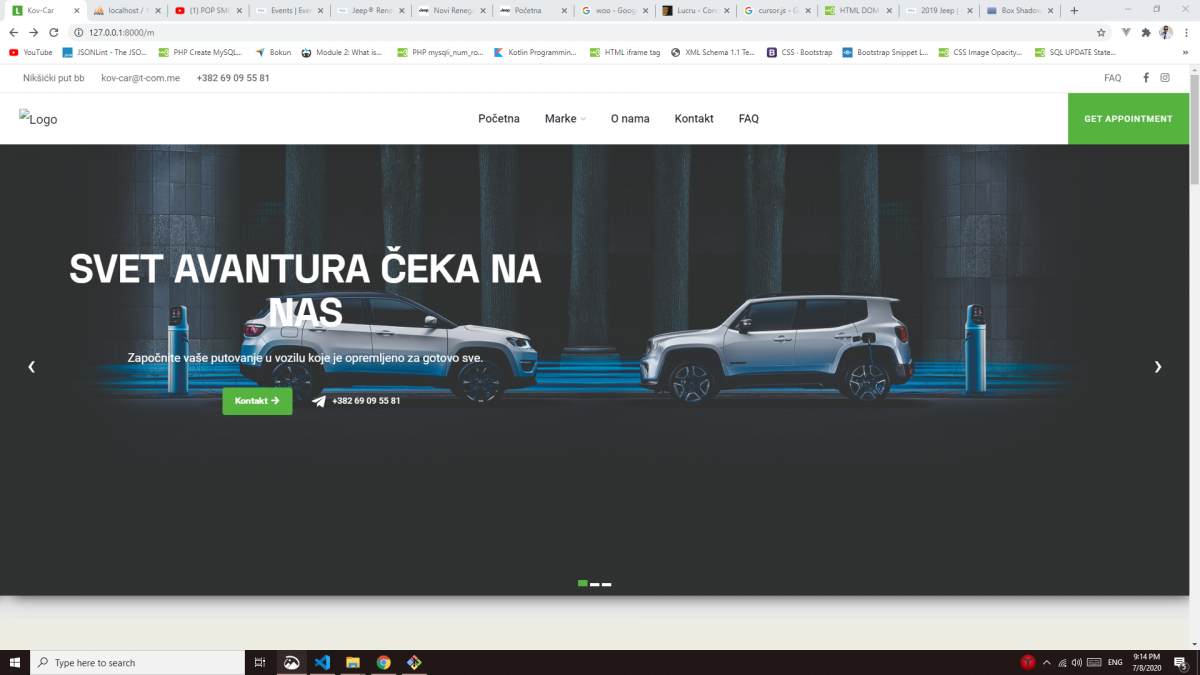 Kov-Car
localhost / 1
(1) POP SMO
Events | Eve
Jeep® Rene
Novi Reneg
Početna
woo - Goog
Lucru - Con
cursor.js - G
HTML DOM
2019 Jeep |
Box Shadow
127.0.0.1:8000/m
YouTube
JSONLint - The JSO...
PHP Create MySQL...
Bokun
Module 2: What is...
PHP mysqli_num_ro...
Kotlin Programmin...
HTML iframe tag
XML Schema 1.1 Te...
CSS · Bootstrap
Bootstrap Snippet L...
CSS Image Opacity...
SQL UPDATE State...
Nikšićki put bb
kov-car@t-com.me
+382 69 09 55 81
FAQ
Logo
Početna
Marke
O nama
Kontakt
FAQ
GET APPOINTMENT
SVET AVANTURA ČEKA NA
NAS
Započnite vaše putovanje u vozilu koje je opremljeno za gotovo sve.
Kontakt
+382 69 09 55 81
Type here to search
ENG
9:14 PM
7/8/2020